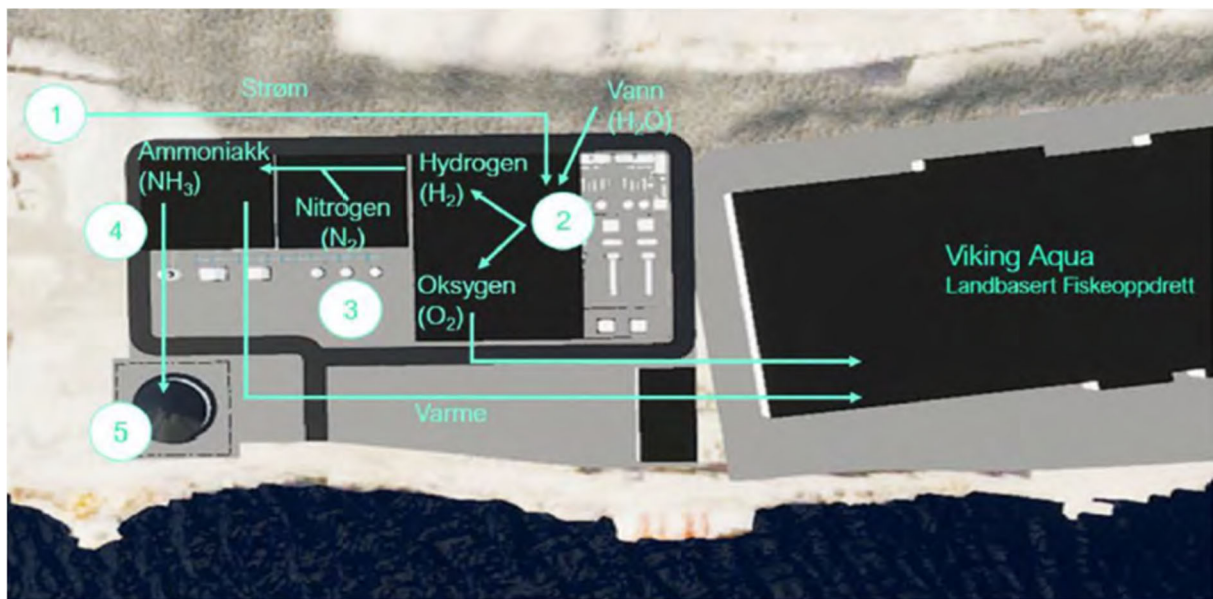 Strøm
Vann
(H₂O)
1
Ammoniakk
(NH₃)
Hydrogen
(H₂)
Nitrogen
(N₂)
2
4
Oksygen
(O₂)
3
Viking Aqua
Landbasert Fiskeoppdrett
Varme
5